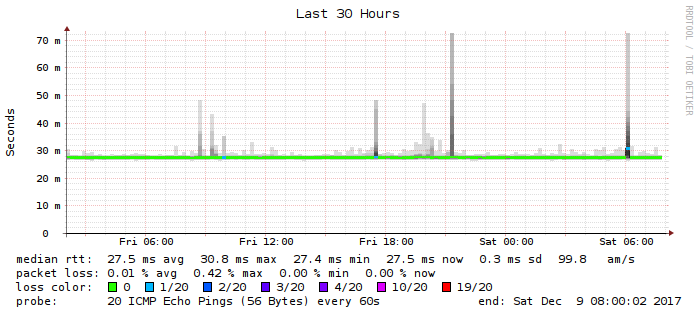 Last 30 Hours
RRDTOOL / TOBI OETIKER
Seconds
70 m
60 m
50 m
40 m
30 m
20 m
10 m
0
Fri 06:00 Fri 12:00 Fri 18:00 Sat 00:00 Sat 06:00
median rtt: 27.5 ms avg 30.8 ms max 27.4 ms min 27.5 ms now 0.3 ms sd 99.8 am/s
packet loss: 0.01 % avg 0.42 % max 0.00 % min 0.00 % now
loss color: 0 1/20 2/20 3/20 4/20 10/20 19/20
probe: 20 ICMP Echo Pings (56 Bytes) every 60s end: Sat Dec 9 08:00:02 2017